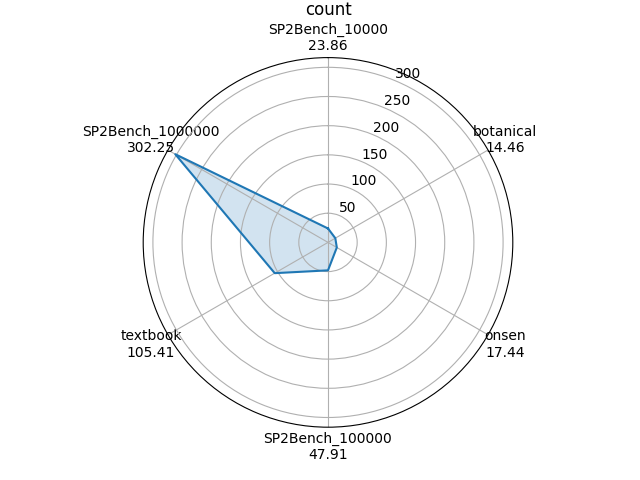 count
SP2Bench_10000
23.86
300
250
200
150
100
50
SP2Bench_1000000
302.25
botanical
14.46
textbook
105.41
onsen
17.44
SP2Bench_100000
47.91